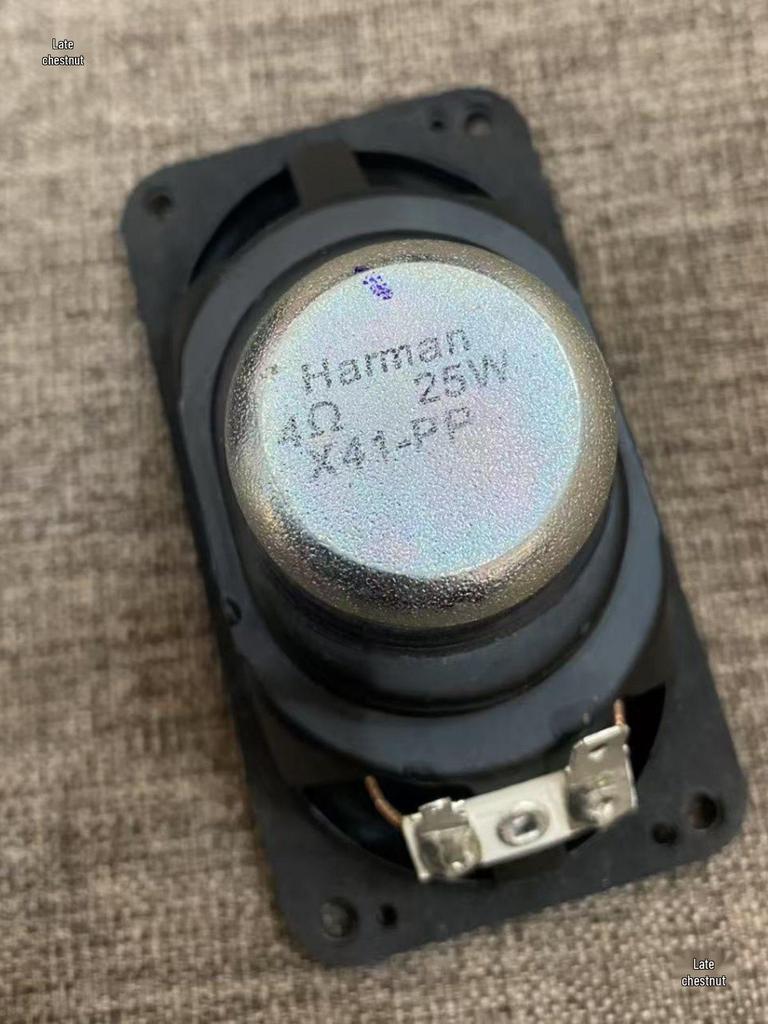 Late
chestnut
Harman
4Ω 25W
X41-PP
Late
chestnut